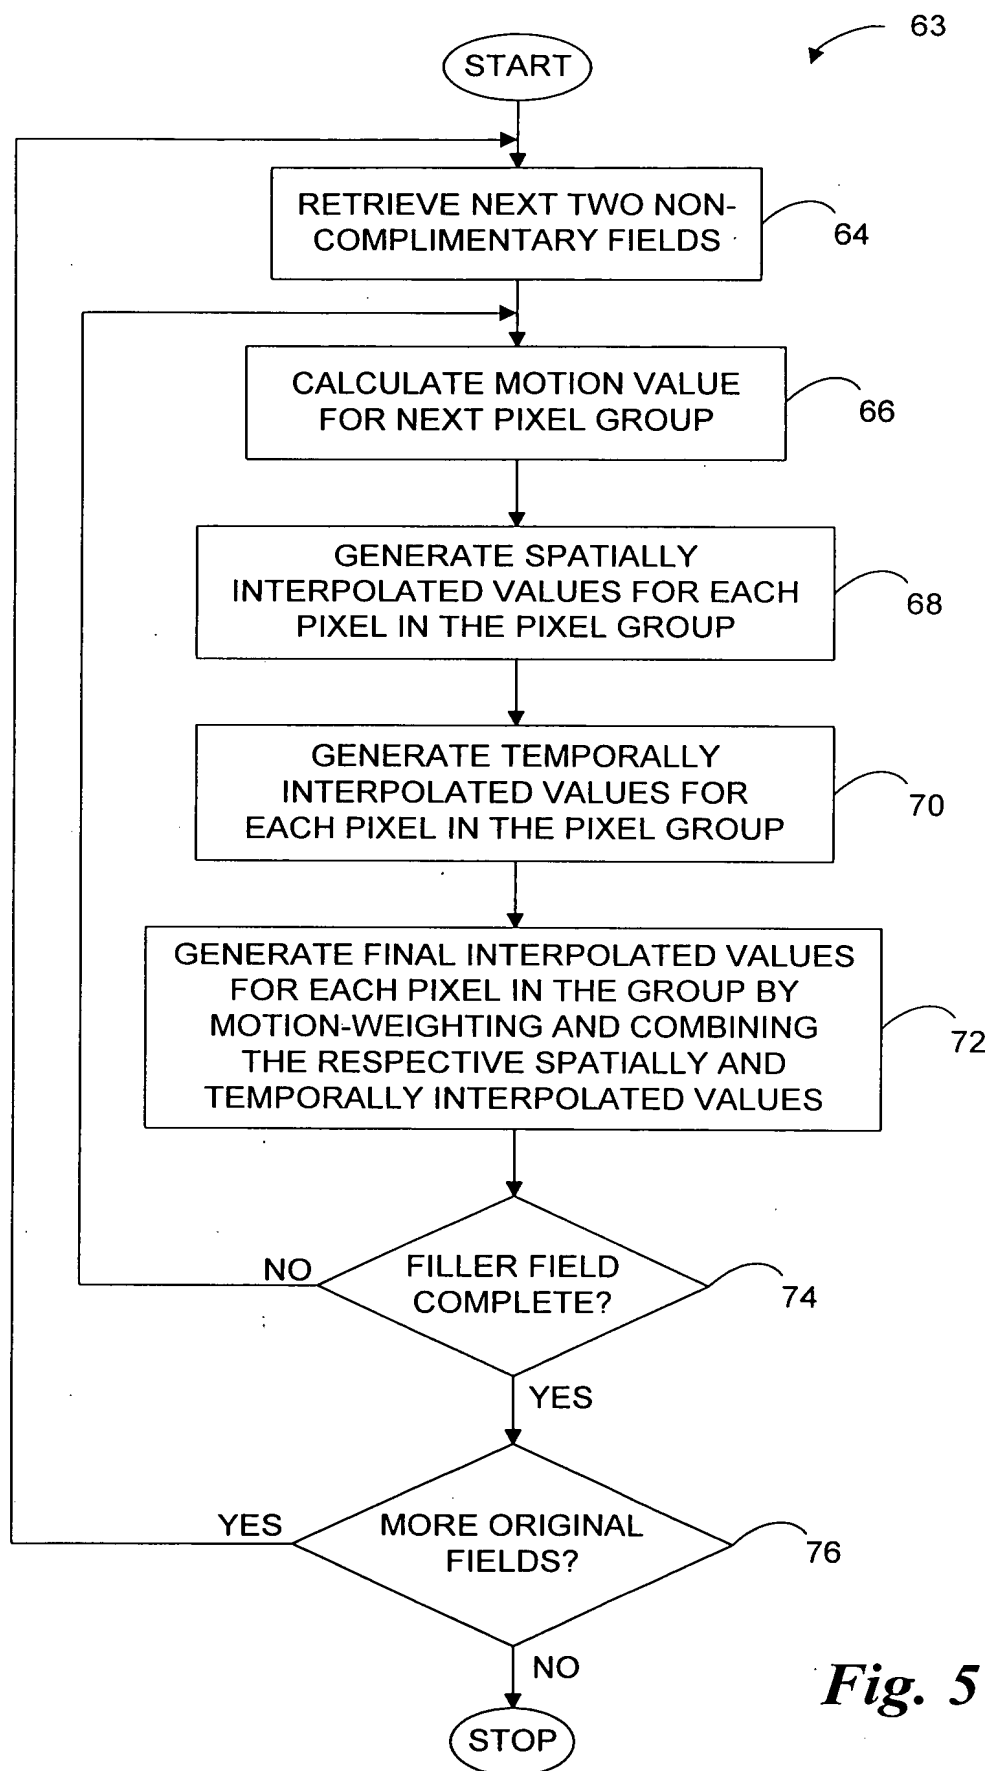 63
START
RETRIEVE NEXT TWO NON-
COMPLIMENTARY FIELDS
64
CALCULATE MOTION VALUE
FOR NEXT PIXEL GROUP
66
GENERATE SPATIALLY
INTERPOLATED VALUES FOR EACH
PIXEL IN THE PIXEL GROUP
68
GENERATE TEMPORALLY
INTERPOLATED VALUES FOR
EACH PIXEL IN THE PIXEL GROUP
70
GENERATE FINAL INTERPOLATED VALUES
FOR EACH PIXEL IN THE GROUP BY
MOTION-WEIGHTING AND COMBINING
THE RESPECTIVE SPATIALLY AND
TEMPORALLY INTERPOLATED VALUES
72
NO
FILLER FIELD
COMPLETE?
74
YES
YES
MORE ORIGINAL
FIELDS?
76
NO
STOP
Fig. 5